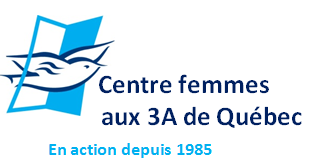 Centre femmes
aux 3A de Québec
En action depuis 1985